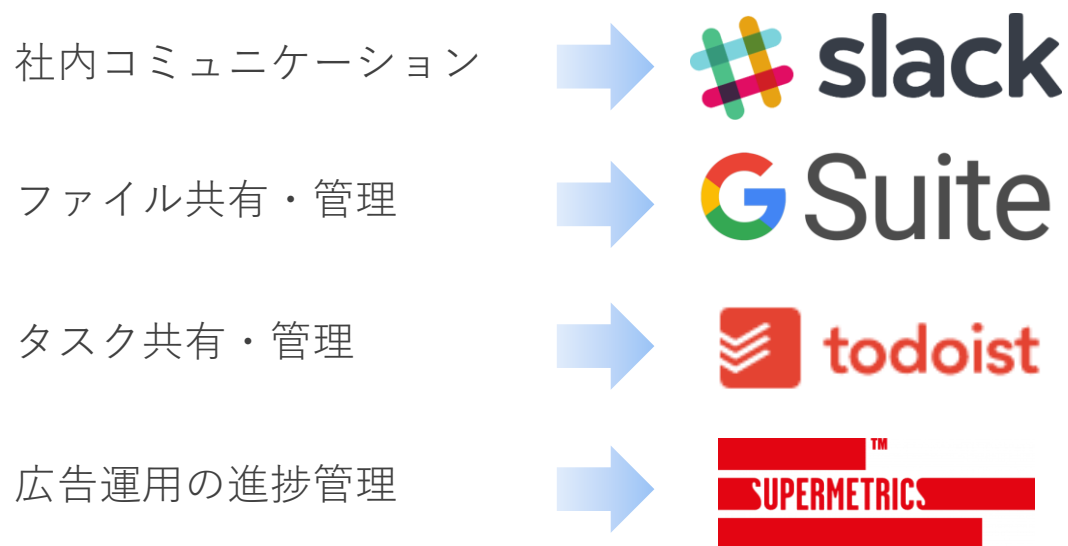 社内コミュニケーション
slack
ファイル共有・管理
G Suite
タスク共有・管理
todoist
広告運用の進捗管理
TM
SUPERMETRICS